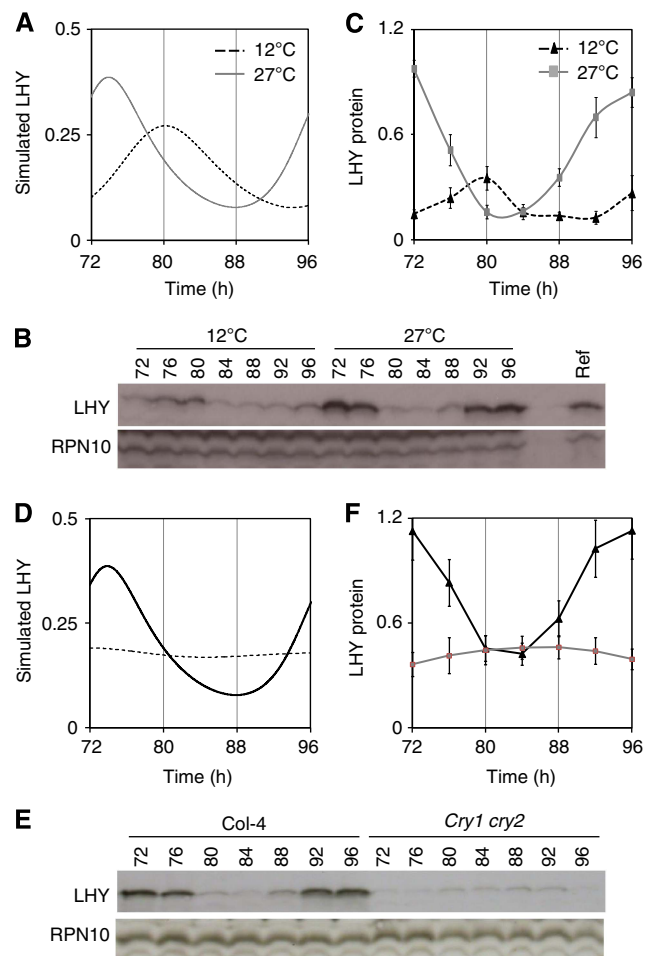 A
0.5
0.25
0
Simulated LHY
12°C
27°C
72 80 88 96
Time (h)
C
1.2
0.6
0
LHY protein
12°C
27°C
72 80 88 96
Time (h)
B
12°C 27°C
72 76 80 84 88 92 96 72 76 80 84 88 92 96 Ref
LHY
RPN10
D
0.5
0.25
0
Simulated LHY
72 80 88 96
Time (h)
F
1.2
0.6
0
LHY protein
72 80 88 96
Time (h)
E
Col-4 Cry1 cry2
72 76 80 84 88 92 96 72 76 80 84 88 92 96
LHY
RPN10